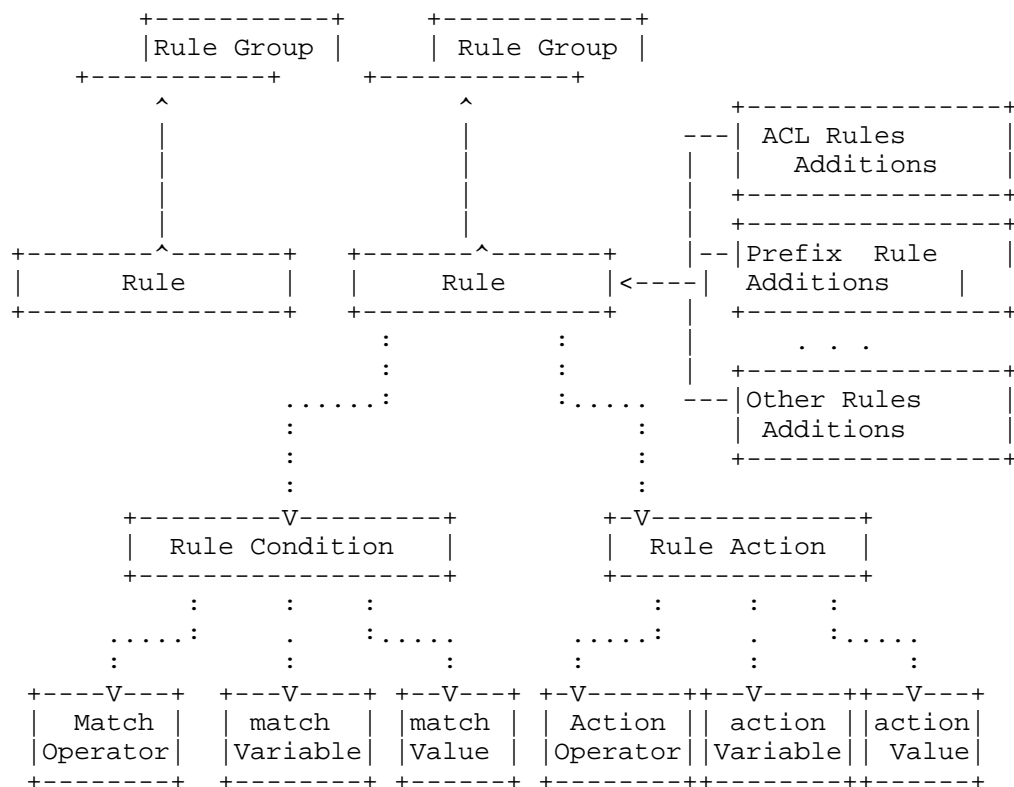 Rule Group Rule Group
ACL Rules
Additions
Prefix Rule
Rule Rule Additions
. . .
Other Rules
Additions
Rule Condition Rule Action
Match match match Action action action
Operator Variable Value Operator Variable Value